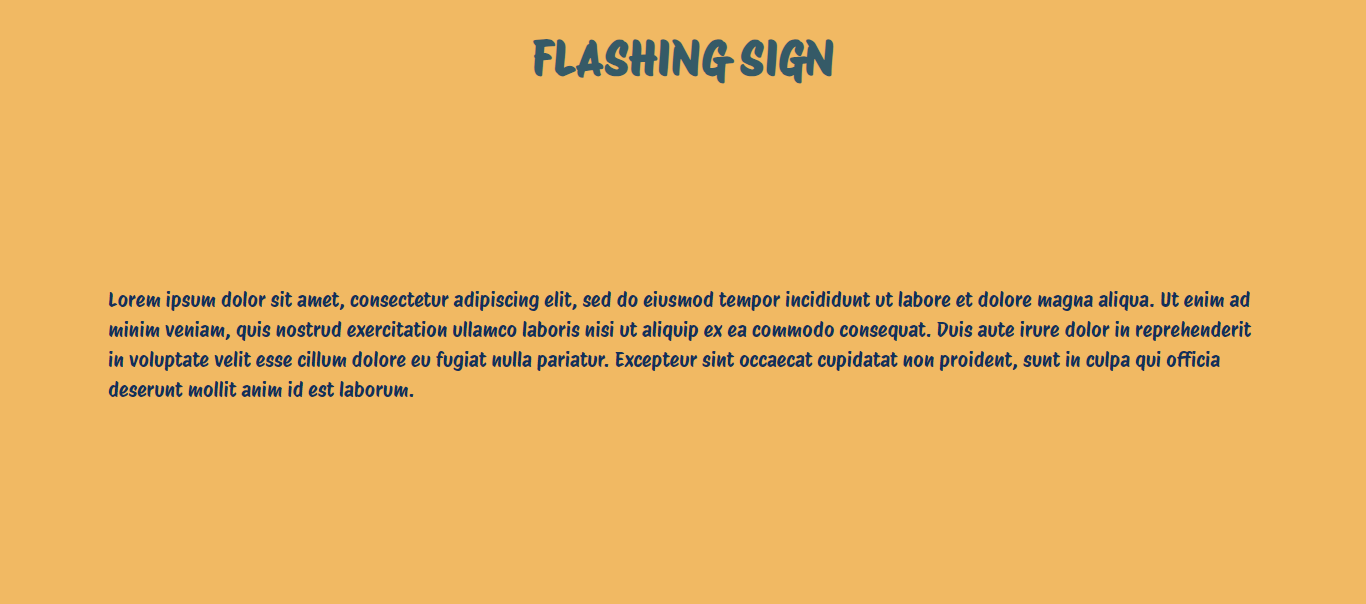 FLASHING SIGN
Lorem ipsum dolor sit amet, consectetur adipiscing elit, sed do eiusmod tempor incididunt ut labore et dolore magna aliqua. Ut enim ad
minim veniam, quis nostrud exercitation ullamco laboris nisi ut aliquip ex ea commodo consequat. Duis aute irure dolor in reprehenderit
in voluptate velit esse cillum dolore eu fugiat nulla pariatur. Excepteur sint occaecat cupidatat non proident, sunt in culpa qui officia
deserunt mollit anim id est laborum.